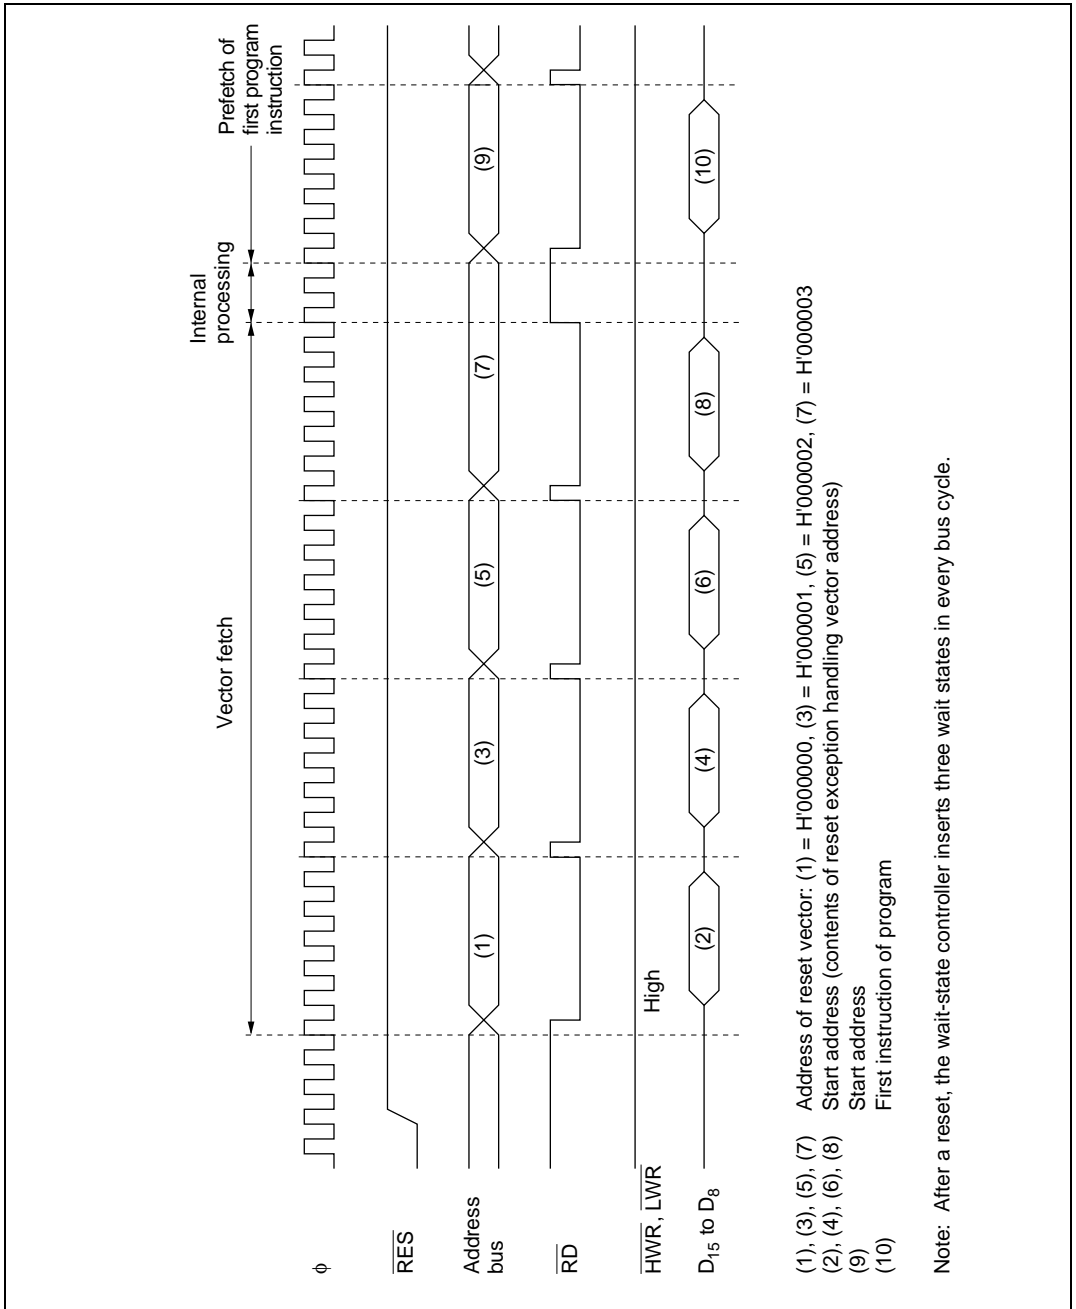 Vector fetch
Internal
processing
Prefetch of
first program
instruction
φ
RES
Address
bus
(1)
(3)
(5)
(7)
(9)
RD
HWR, LWR
High
D15 to D8
(2)
(4)
(6)
(8)
(10)
(1), (3), (5), (7) Address of reset vector: (1) = H'000000, (3) = H'000001, (5) = H'000002, (7) = H'000003
(2), (4), (6), (8) Start address (contents of reset exception handling vector address)
(9) Start address
(10) First instruction of program
Note: After a reset, the wait-state controller inserts three wait states in every bus cycle.